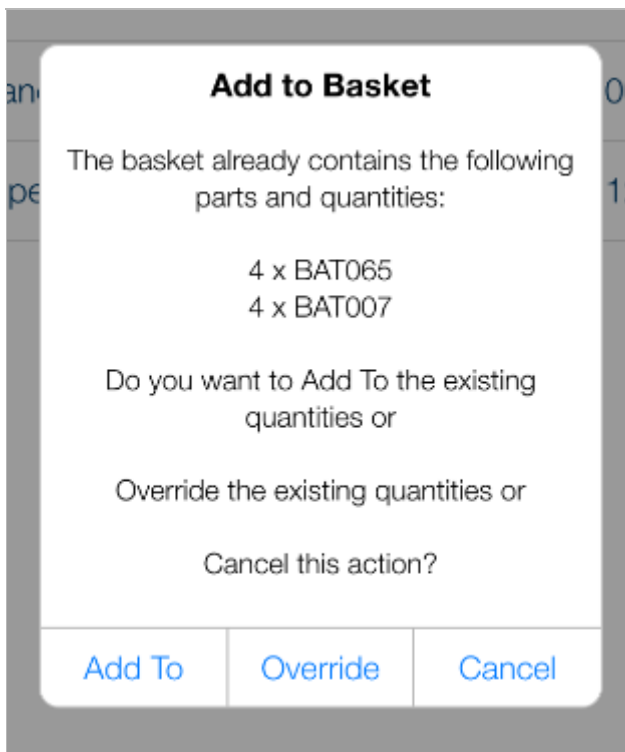 Add to Basket
The basket already contains the following
parts and quantities:
4 x BAT065
4 x BAT007
Do you want to Add To the existing
quantities or
Override the existing quantities or
Cancel this action?
Add To
Override
Cancel